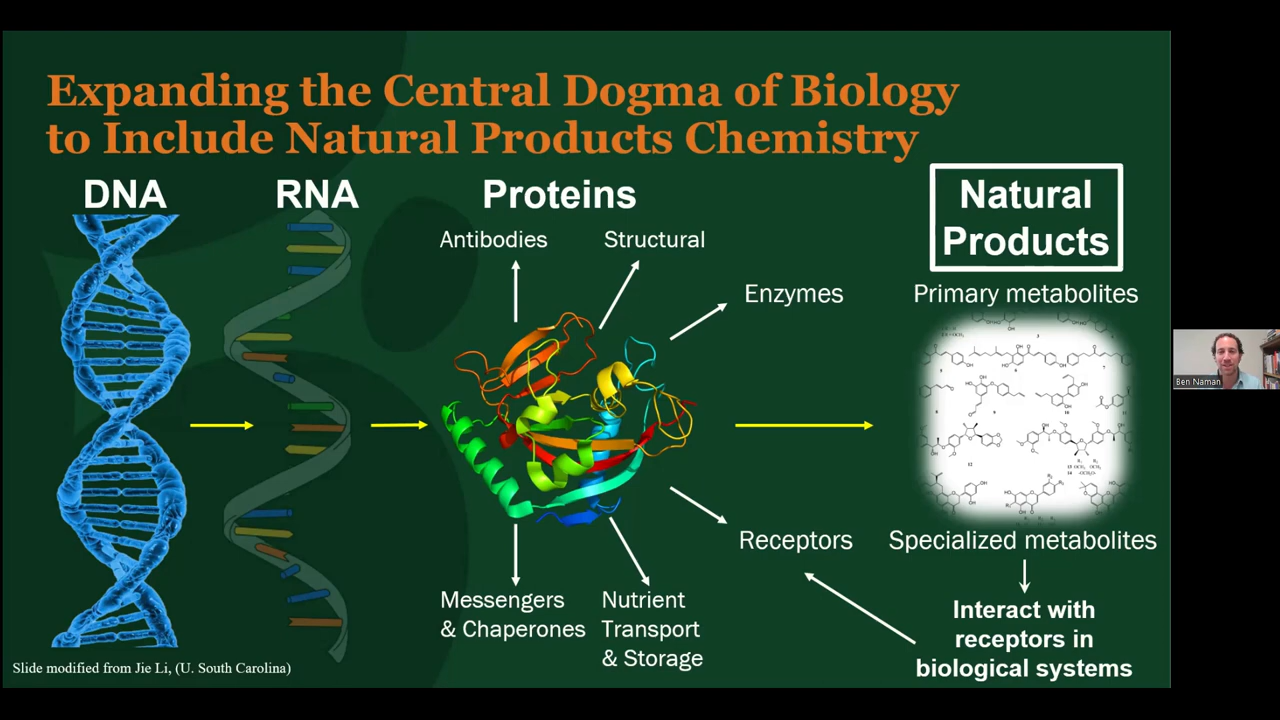 Expanding the Central Dogma of Biology
to Include Natural Products Chemistry
DNA
RNA
Proteins
Natural
Products
Antibodies
Structural
Enzymes
Primary metabolites
Receptors
Specialized metabolites
Messengers
& Chaperones
Nutrient
Transport
& Storage
Interact with
receptors in
biological systems
Slide modified from Jie Li, (U. South Carolina)
Ben Naman